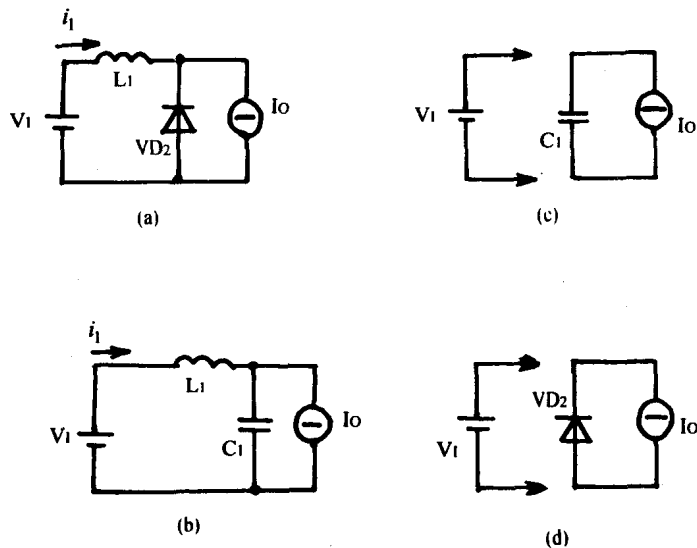 i₁
L₁
V₁
VD₂
Io
(a)
V₁
C₁
Io
(c)
i₁
L₁
V₁
C₁
Io
(b)
VD₂
V₁
Io
(d)